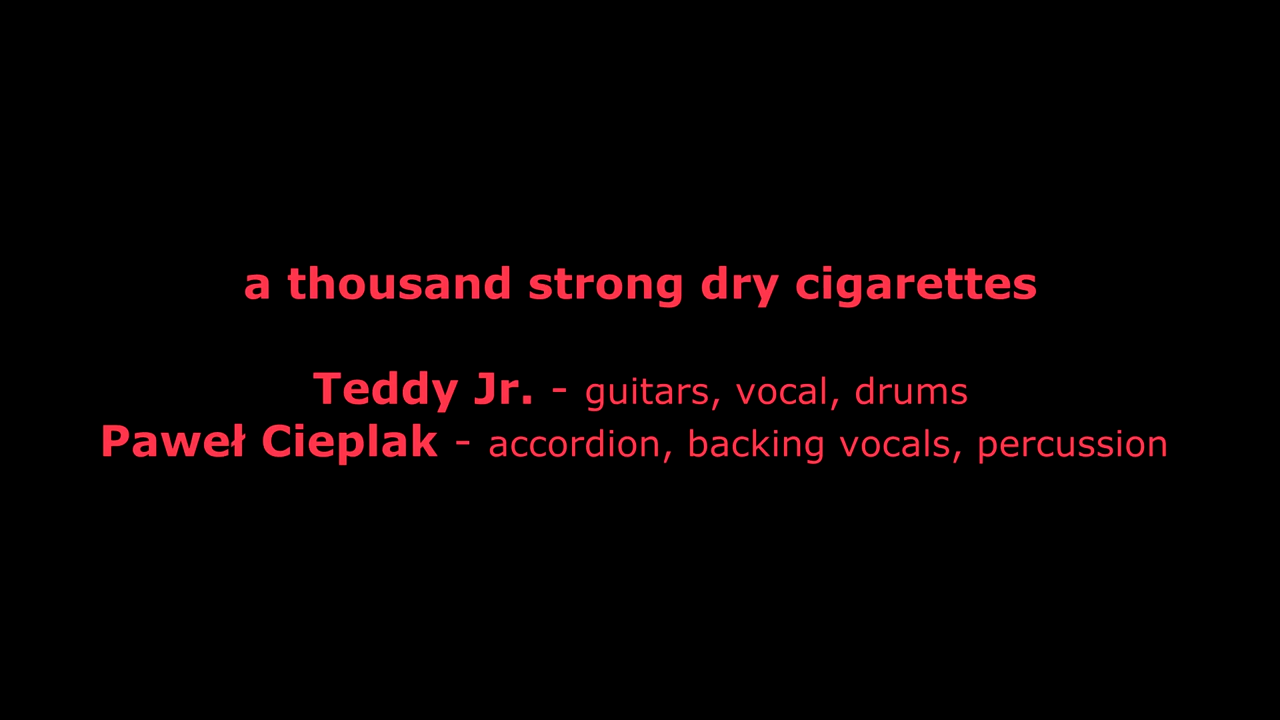 a thousand strong dry cigarettes
Teddy Jr. - guitars, vocal, drums
Paweł Cieplak - accordion, backing vocals, percussion